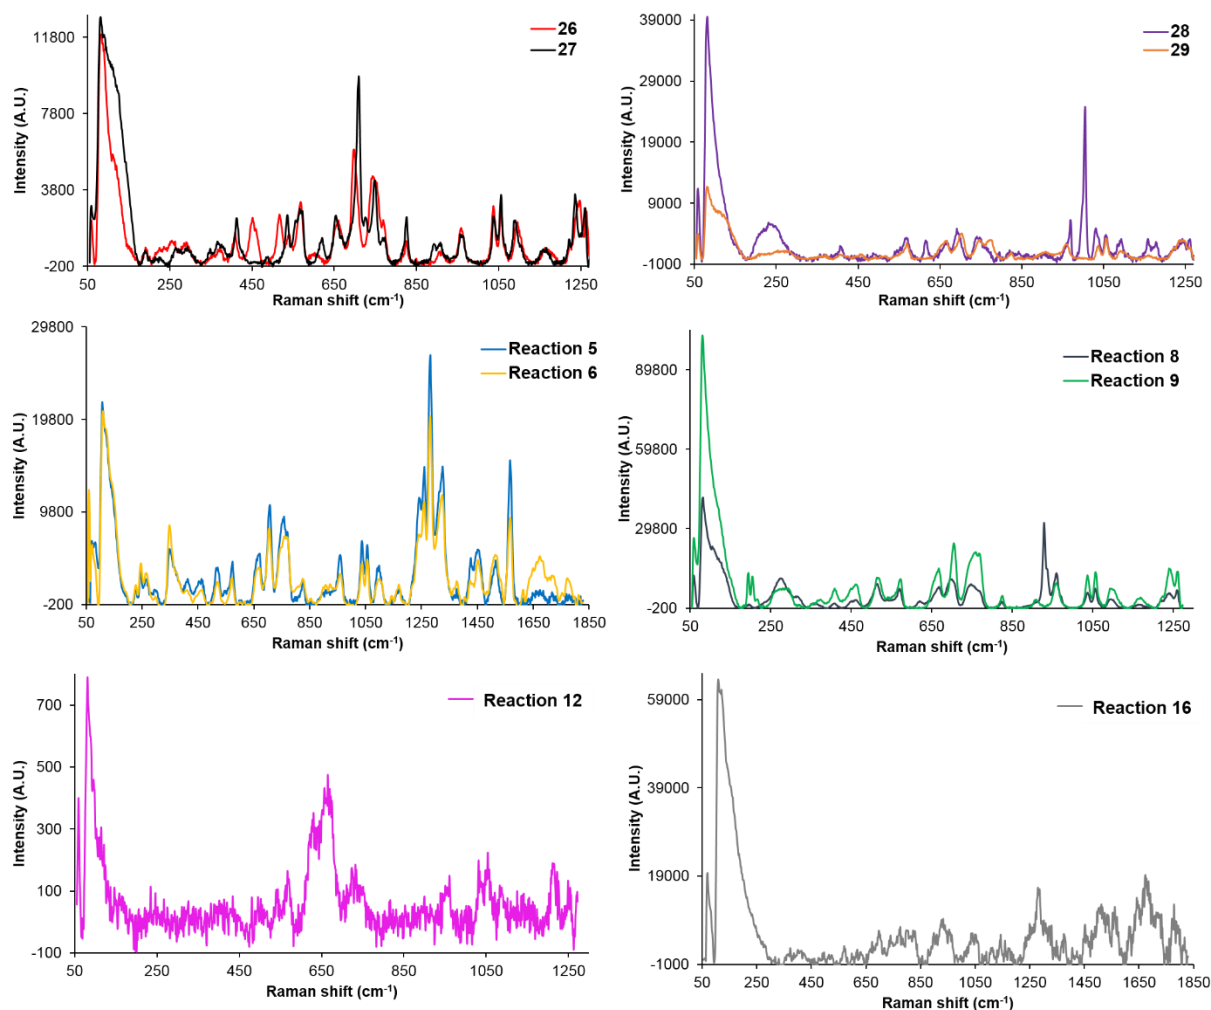 26
27
Intensity (A.U.)
11800
7800
3800
-200
50 250 450 650 850 1050 1250
Raman shift (cm-1)
28
29
Intensity (A.U.)
39000
29000
19000
9000
-1000
50 250 450 650 850 1050 1250
Raman shift (cm-1)
Reaction 5
Reaction 6
Intensity (A.U.)
29800
19800
9800
-200
50 250 450 650 850 1050 1250 1450 1650 1850
Raman shift (cm-1)
Reaction 8
Reaction 9
Intensity (A.U.)
89800
59800
29800
-200
50 250 450 650 850 1050 1250
Raman shift (cm-1)
Reaction 12
Intensity (A.U.)
700
500
300
100
-100
50 250 450 650 850 1050 1250
Raman shift (cm-1)
Reaction 16
Intensity (A.U.)
59000
39000
19000
-1000
50 250 450 650 850 1050 1250 1450 1650 1850
Raman shift (cm-1)